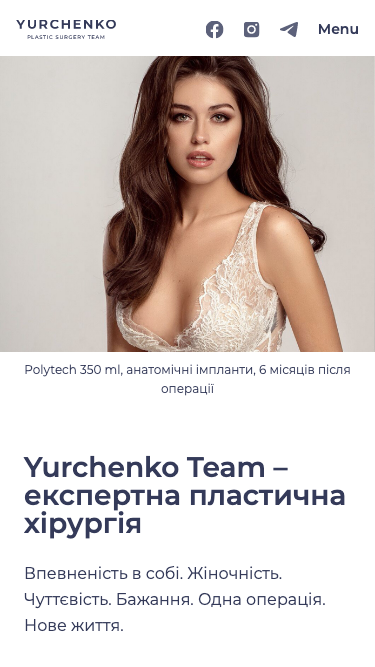 YURCHENKO
PLASTIC SURGERY TEAM
Menu
Polytech 350 ml, анатомічні імпланти, 6 місяців після
операції
Yurchenko Team –
експертна пластична
хірургія
Впевненість в собі. Жіночність.
Чуттєвість. Бажання. Одна операція.
Нове життя.